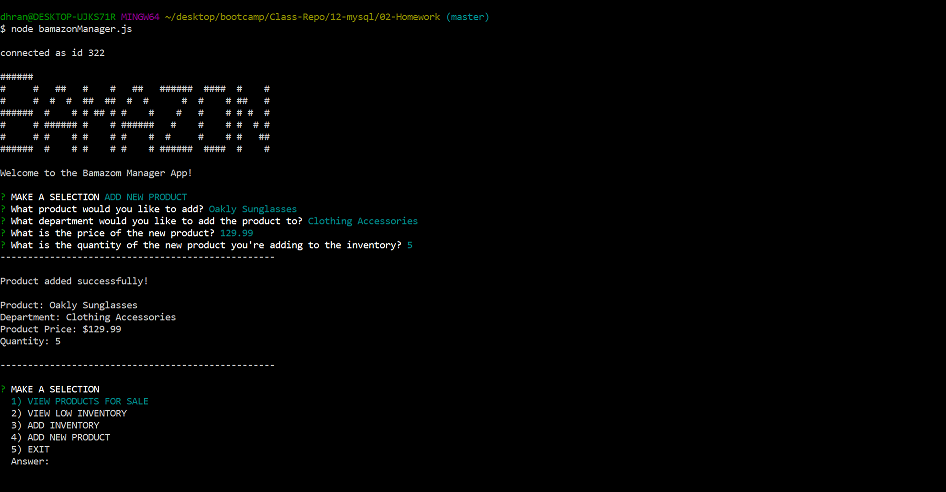 dhran@DESKTOP-UJKS71R MINGW64 ~/desktop/bootcamp/Class-Repo/12-mysql/02-Homework (master)
$ node bamazonManager.js
connected as id 322
BAMAZON
Welcome to the Bamazom Manager App!
? MAKE A SELECTION ADD NEW PRODUCT
? What product would you like to add? Oakly Sunglasses
? What department would you like to add the product to? Clothing Accessories
? What is the price of the new product? 129.99
? What is the quantity of the new product you're adding to the inventory? 5
--------------------------------------------------
Product added successfully!
Product: Oakly Sunglasses
Department: Clothing Accessories
Product Price: $129.99
Quantity: 5
--------------------------------------------------
? MAKE A SELECTION
1) VIEW PRODUCTS FOR SALE
2) VIEW LOW INVENTORY
3) ADD INVENTORY
4) ADD NEW PRODUCT
5) EXIT
Answer: